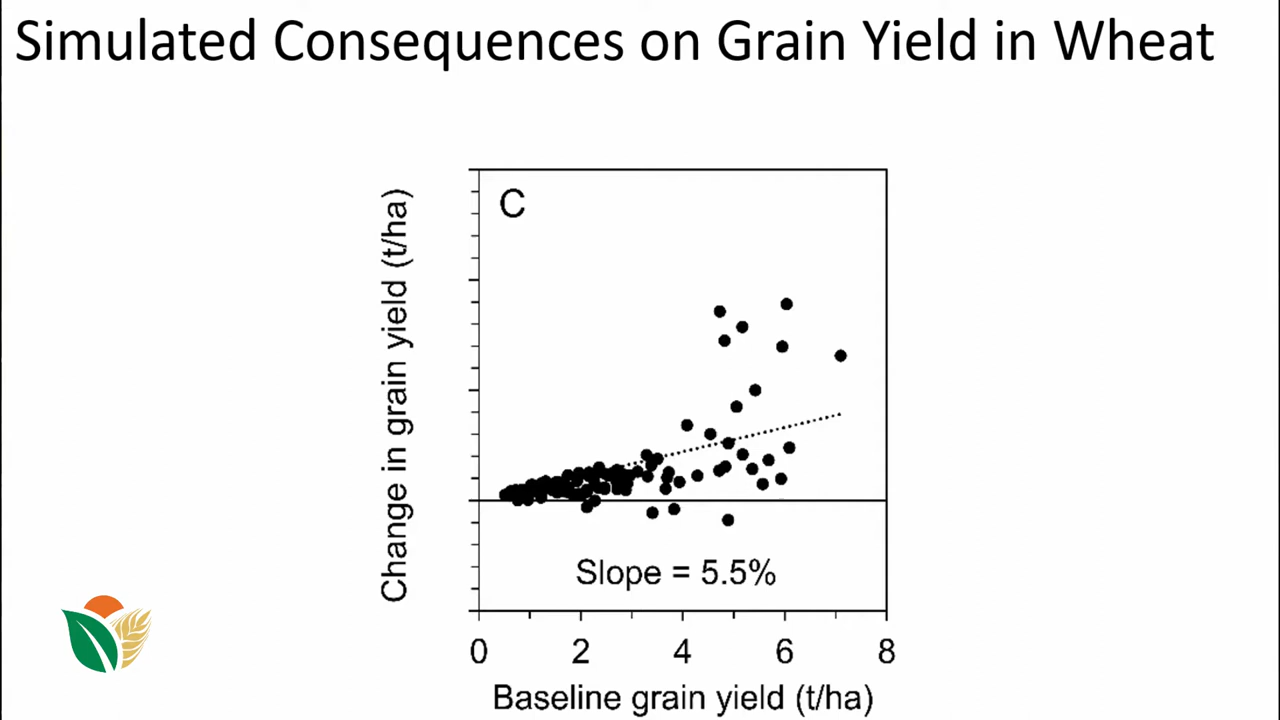 Simulated Consequences on Grain Yield in Wheat
C
Change in grain yield (t/ha)
Slope = 5.5%
0 2 4 6 8
Baseline grain yield (t/ha)